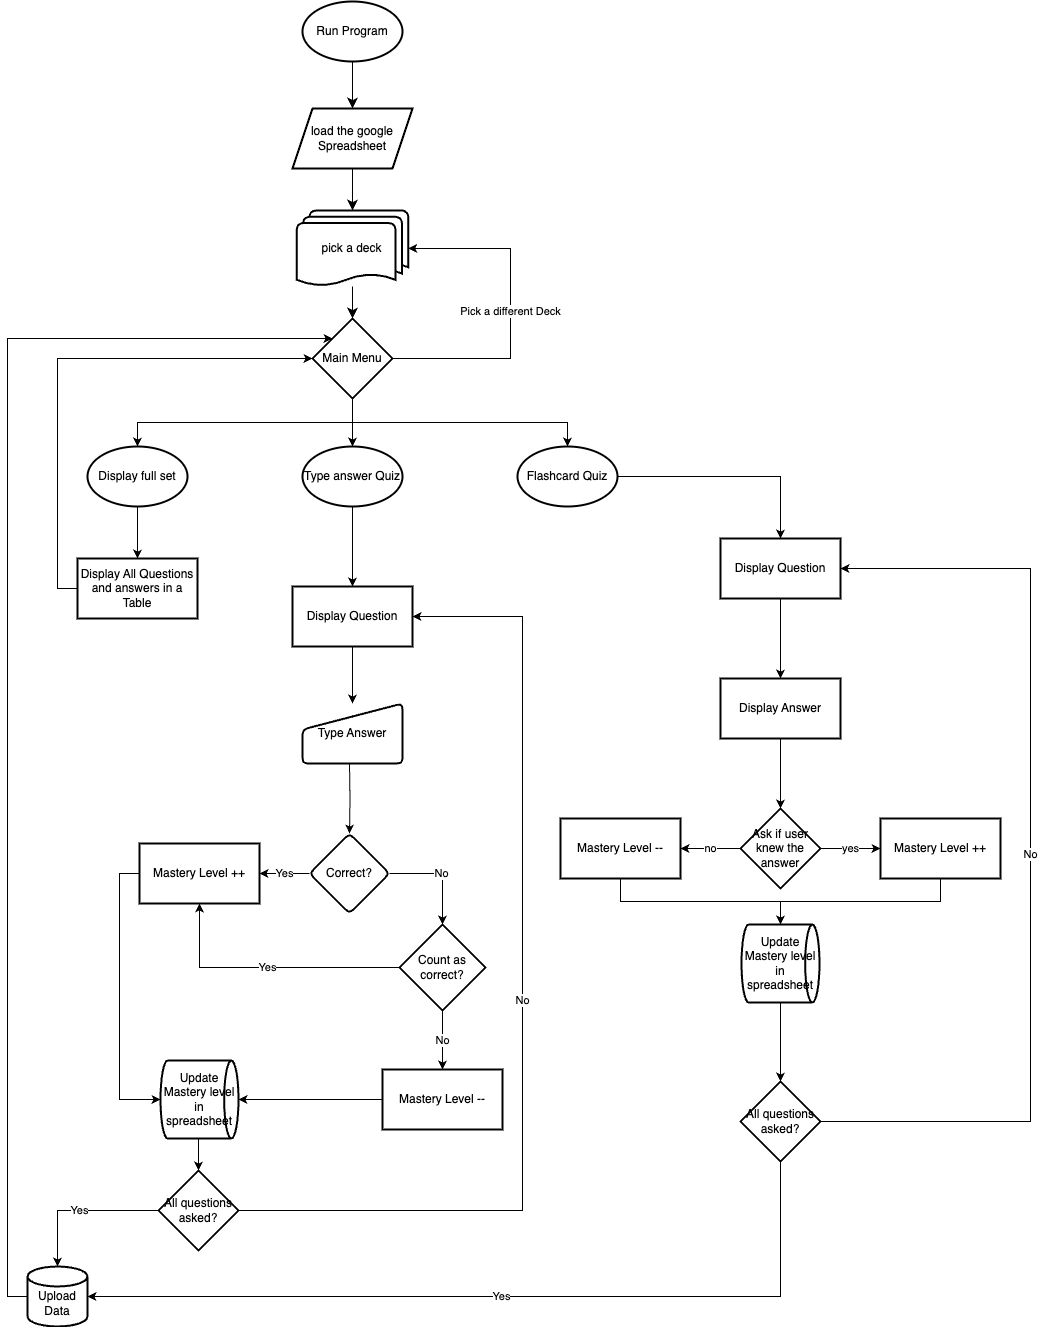 Run Program
load the google
Spreadsheet
pick a deck
Pick a different Deck
Main Menu
Display full set
Type answer Quiz
Flashcard Quiz
Display All Questions
and answers in a
Table
Display Question
Type Answer
Correct?
Yes
No
Mastery Level ++
Count as
correct?
Yes
No
Mastery Level --
Update
Mastery level
in
spreadsheet
All questions
asked?
Yes
No
Display Question
Display Answer
Ask if user
knew the
answer
no
yes
Mastery Level --
Mastery Level ++
Update
Mastery level
in
spreadsheet
All questions
asked?
No
Yes
Upload
Data